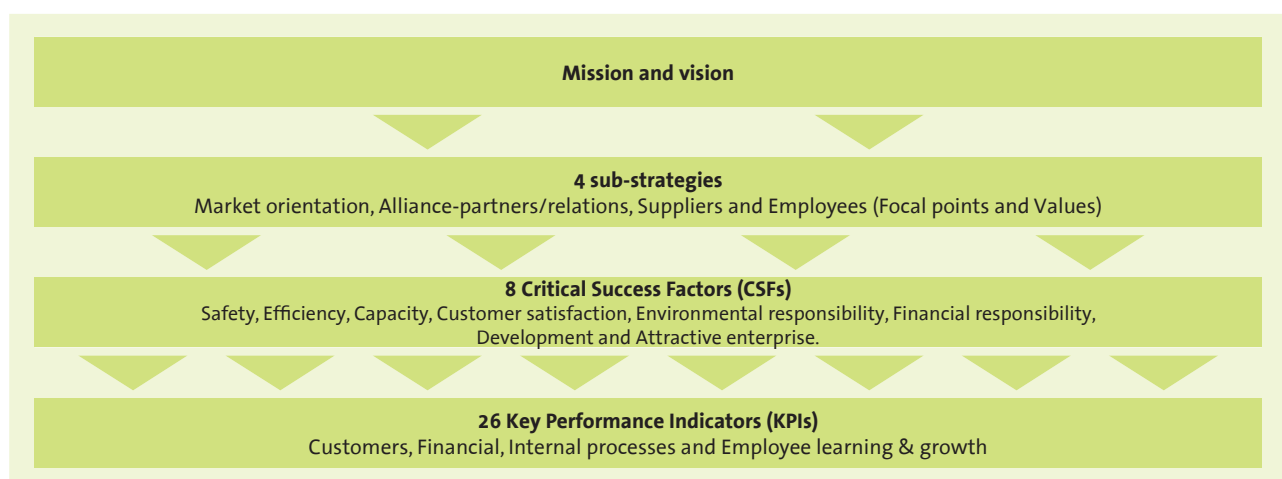 Mission and vision
4 sub-strategies
Market orientation, Alliance-partners/relations, Suppliers and Employees (Focal points and Values)
8 Critical Success Factors (CSFs)
Safety, Efficiency, Capacity, Customer satisfaction, Environmental responsibility, Financial responsibility,
Development and Attractive enterprise.
26 Key Performance Indicators (KPIs)
Customers, Financial, Internal processes and Employee learning & growth